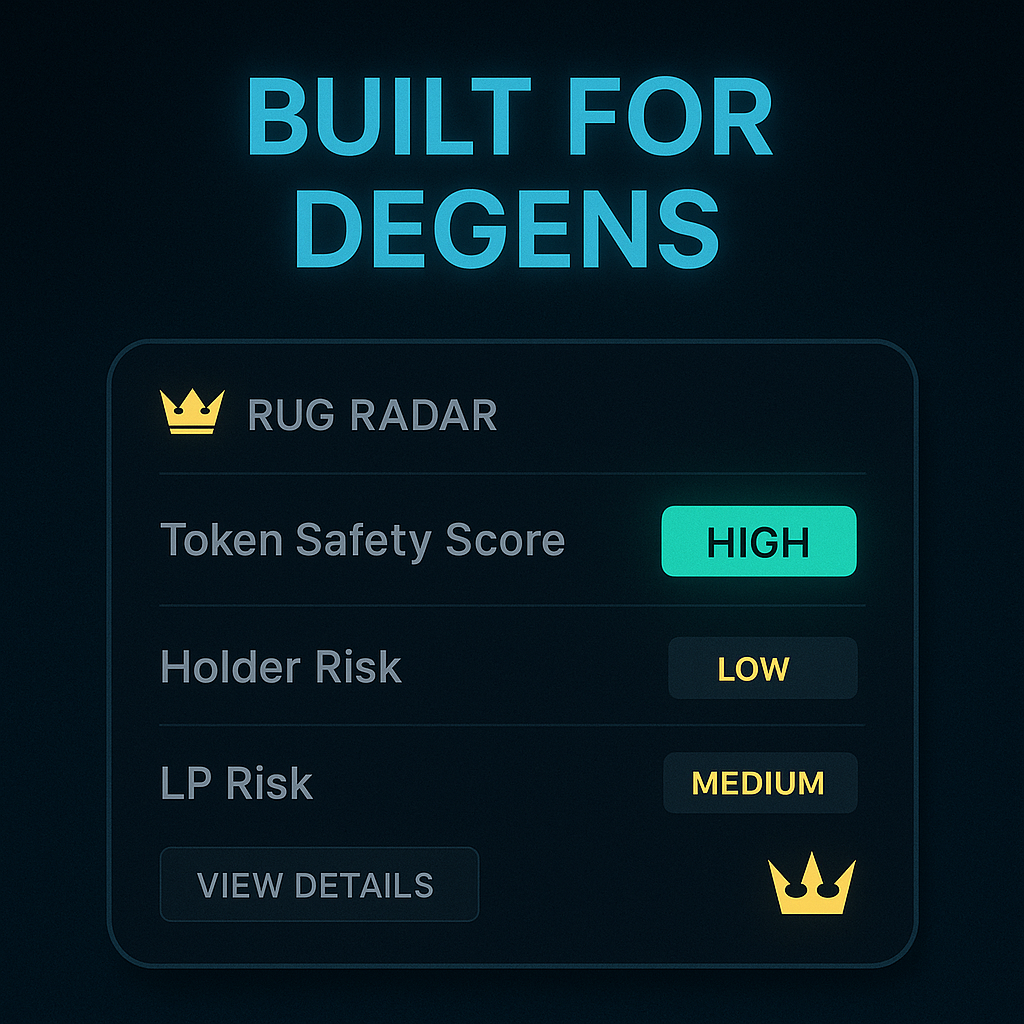 BUILT FOR
DEGENS
RUG RADAR
Token Safety Score
HIGH
Holder Risk
LOW
LP Risk
MEDIUM
VIEW DETAILS